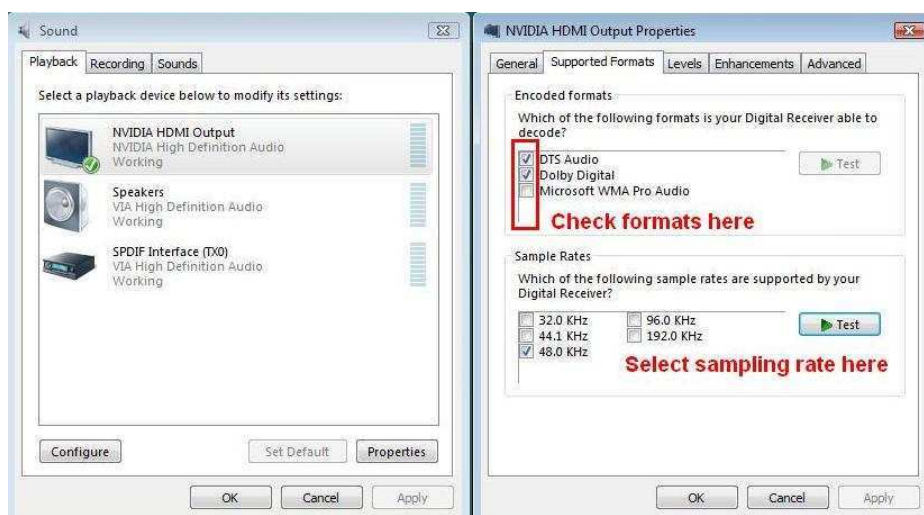 Sound
Playback Recording Sounds
Select a playback device below to modify its settings:
NVIDIA HDMI Output
NVIDIA High Definition Audio
Working
Speakers
VIA High Definition Audio
Working
SPDIF Interface (TX0)
VIA High Definition Audio
Working
Configure Set Default Properties
OK Cancel Apply
NVIDIA HDMI Output Properties
General Supported Formats Levels Enhancements Advanced
Encoded formats
Which of the following formats is your Digital Receiver able to
decode?
DTS Audio
Test
Dolby Digital
Microsoft WMA Pro Audio
Check formats here
Sample Rates
Which of the following sample rates are supported by your
Digital Receiver?
32.0 KHz 96.0 KHz
Test
44.1 KHz 192.0 KHz
48.0 KHz
Select sampling rate here
OK Cancel Apply